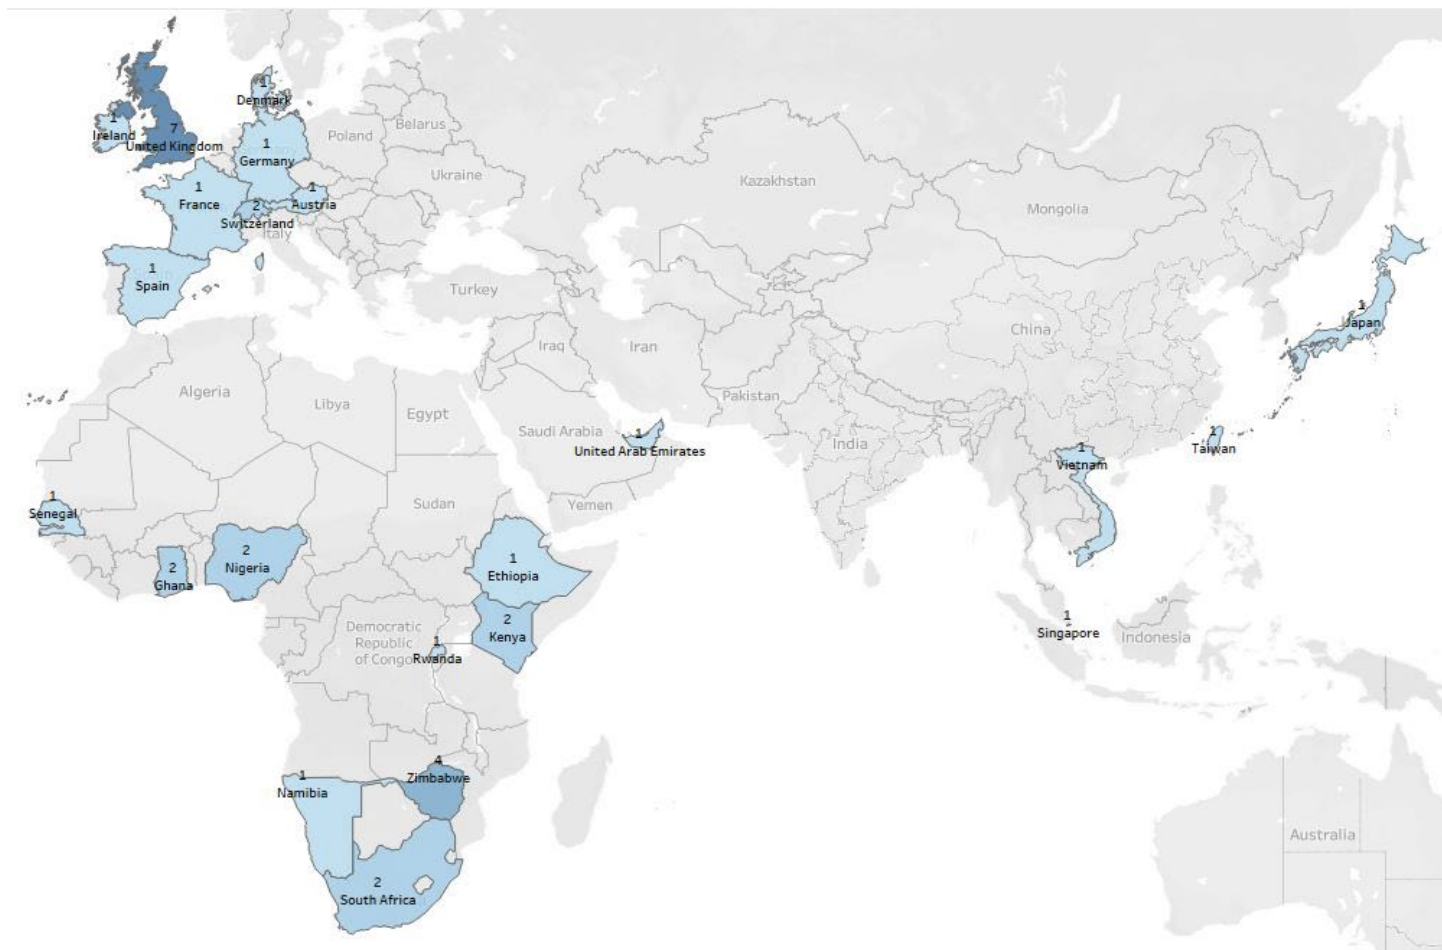 1
Denmark
1
Ireland
7
United Kingdom
1
Germany
Poland
Belarus
Ukraine
1
France
2
Switzerland
1
Austria
Italy
1
Spain
Turkey
Kazakhstan
Mongolia
China
1
Japan
Iraq
Iran
Pakistan
India
Algeria
Libya
Egypt
Saudi Arabia
1
United Arab Emirates
Yemen
Sudan
1
Taiwan
1
Vietnam
1
Senegal
2
Ghana
2
Nigeria
1
Ethiopia
2
Kenya
Democratic
Republic
of Congo
1
Rwanda
1
Singapore
Indonesia
1
Namibia
4
Zimbabwe
2
South Africa
Australia